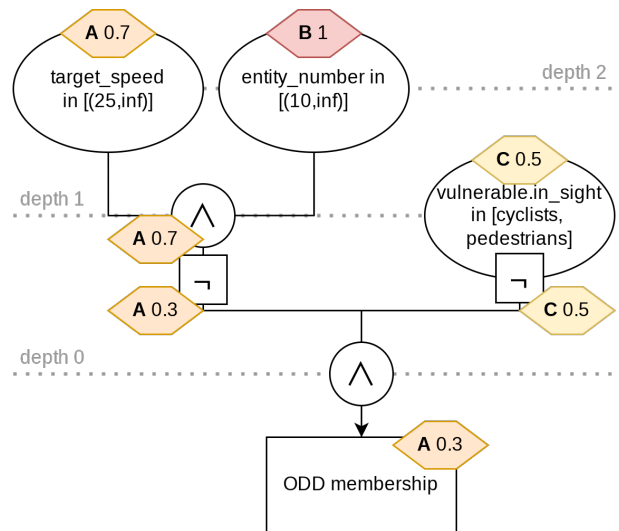 A 0.7
B 1
target_speed
in [(25,inf)]
entity_number in
[(10,inf)]
depth 2
C 0.5
depth 1
vulnerable.in_sight
in [cyclists,
pedestrians]
∧
A 0.7
¬
¬
A 0.3
C 0.5
depth 0
∧
A 0.3
ODD membership